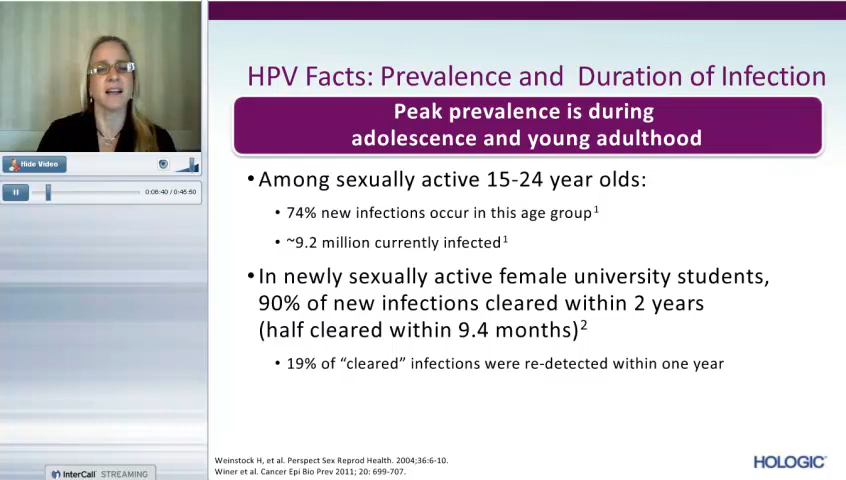 HPV Facts: Prevalence and Duration of Infection
Peak prevalence is during
adolescence and young adulthood
Hide Video
0:06:40 / 0:45:50
•Among sexually active 15-24 year olds:
• 74% new infections occur in this age group1
• ~9.2 million currently infected1
•In newly sexually active female university students,
90% of new infections cleared within 2 years
(half cleared within 9.4 months)2
• 19% of “cleared” infections were re-detected within one year
Weinstock H, et al. Perspect Sex Reprod Health. 2004;36:6-10.
Winer et al. Cancer Epi Bio Prev 2011; 20: 699-707.
InterCall STREAMING
HOLOGIC